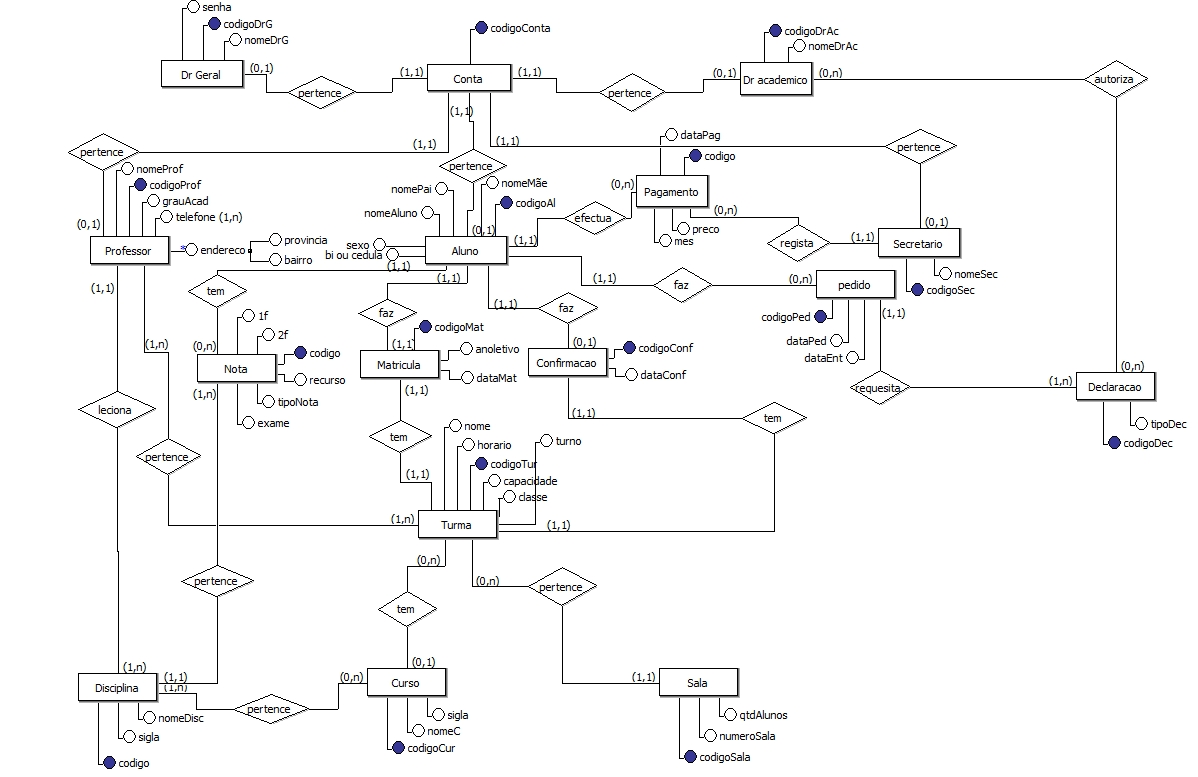 senha
codigoDrG
nomeDrG
Dr Geral
(0,1)
pertence
(1,1)
codigoConta
Conta
(1,1)
pertence
(0,1)
codigoDrAc
nomeDrAc
Dr academico
(0,n)
autoriza
(1,1)
(1,1)
(1,1)
pertence
pertence
pertence
dataPag
codigo
Pagamento
(0,n)
preco
mes
(0,n)
efectua
regista
(1,1)
(0,1)
Secretario
nomeSec
codigoSec
nomeProf
codigoProf
grauAcad
telefone (1,n)
(0,1)
Professor
endereco
provincia
bairro
nomePai
nomeMãe
codigoAl
nomeAluno
sexo
bi ou cedula
(0,1)
Aluno
(1,1)
(1,1)
(1,1)
(1,1)
(1,1)
faz
(0,n)
pedido
codigoPed
dataPed
dataEnt
(1,1)
requesita
(1,n)
(0,n)
Declaracao
tipoDec
codigoDec
(1,1)
(1,n)
tem
(0,n)
1f
2f
codigo
Nota
recurso
tipoNota
exame
(1,n)
faz
(1,1)
codigoMat
anoletivo
dataMat
Matricula
(1,1)
faz
(0,1)
codigoConf
dataConf
Confirmacao
(1,1)
tem
leciona
pertence
tem
(1,1)
nome
horario
codigoTur
capacidade
classe
turno
(1,n)
Turma
(1,1)
(0,n)
(0,n)
pertence
tem
pertence
(0,1)
(1,n)
(1,1)
(1,n)
Disciplina
nomeDisc
sigla
codigo
pertence
(0,n)
Curso
sigla
nomeC
codigoCur
(1,1)
Sala
qtdAlunos
numeroSala
codigoSala